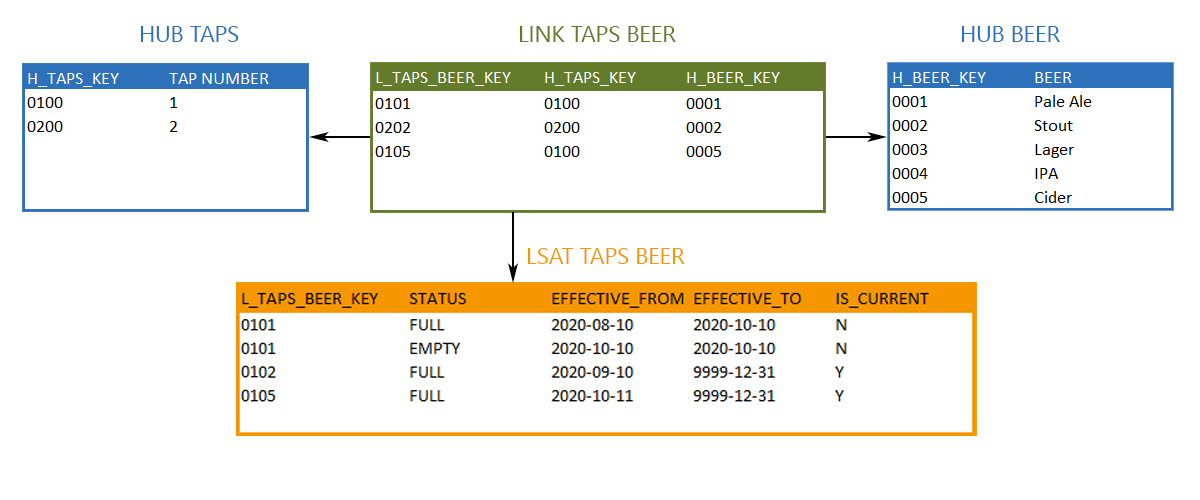 HUB TAPS
H_TAPS_KEY TAP NUMBER
0100 1
0200 2
LINK TAPS BEER
L_TAPS_BEER_KEY H_TAPS_KEY H_BEER_KEY
0101 0100 0001
0202 0200 0002
0105 0100 0005
HUB BEER
H_BEER_KEY BEER
0001 Pale Ale
0002 Stout
0003 Lager
0004 IPA
0005 Cider
LSAT TAPS BEER
L_TAPS_BEER_KEY STATUS EFFECTIVE_FROM EFFECTIVE_TO IS_CURRENT
0101 FULL 2020-08-10 2020-10-10 N
0101 EMPTY 2020-10-10 2020-10-10 N
0102 FULL 2020-09-10 9999-12-31 Y
0105 FULL 2020-10-11 9999-12-31 Y